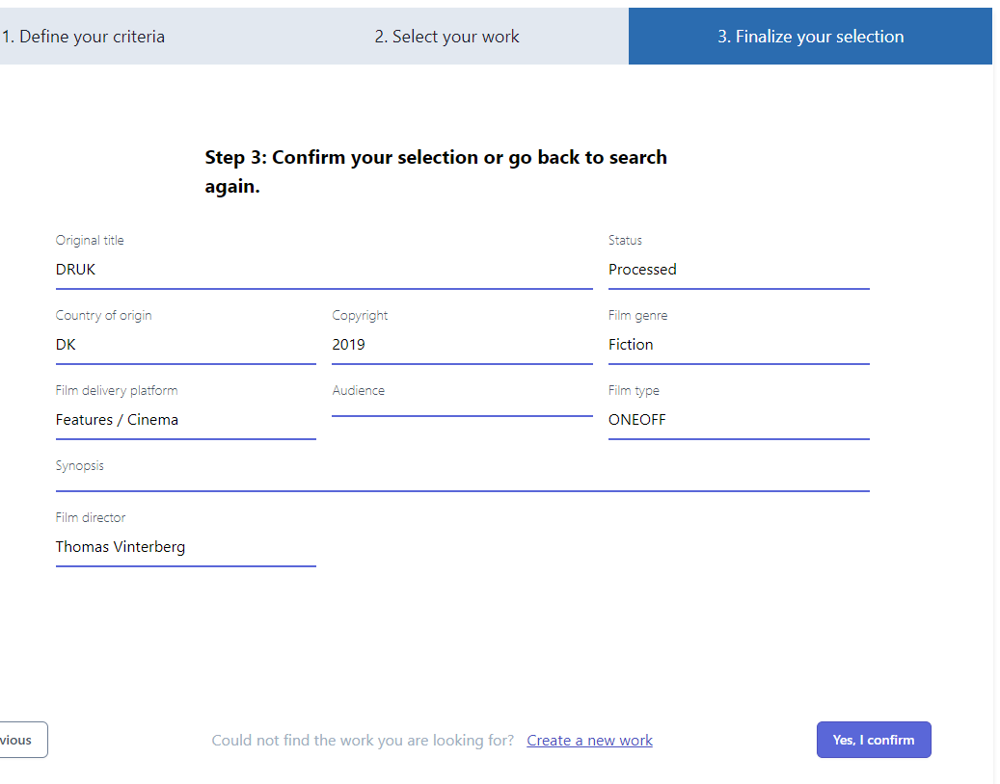 1. Define your criteria
2. Select your work
3. Finalize your selection
Step 3: Confirm your selection or go back to search
again.
Original title
Status
DRUK
Processed
Country of origin
Copyright
Film genre
DK
2019
Fiction
Film delivery platform
Audience
Film type
Features / Cinema
ONEOFF
Synopsis
Film director
Thomas Vinterberg
vious
Could not find the work you are looking for? Create a new work
Yes, I confirm